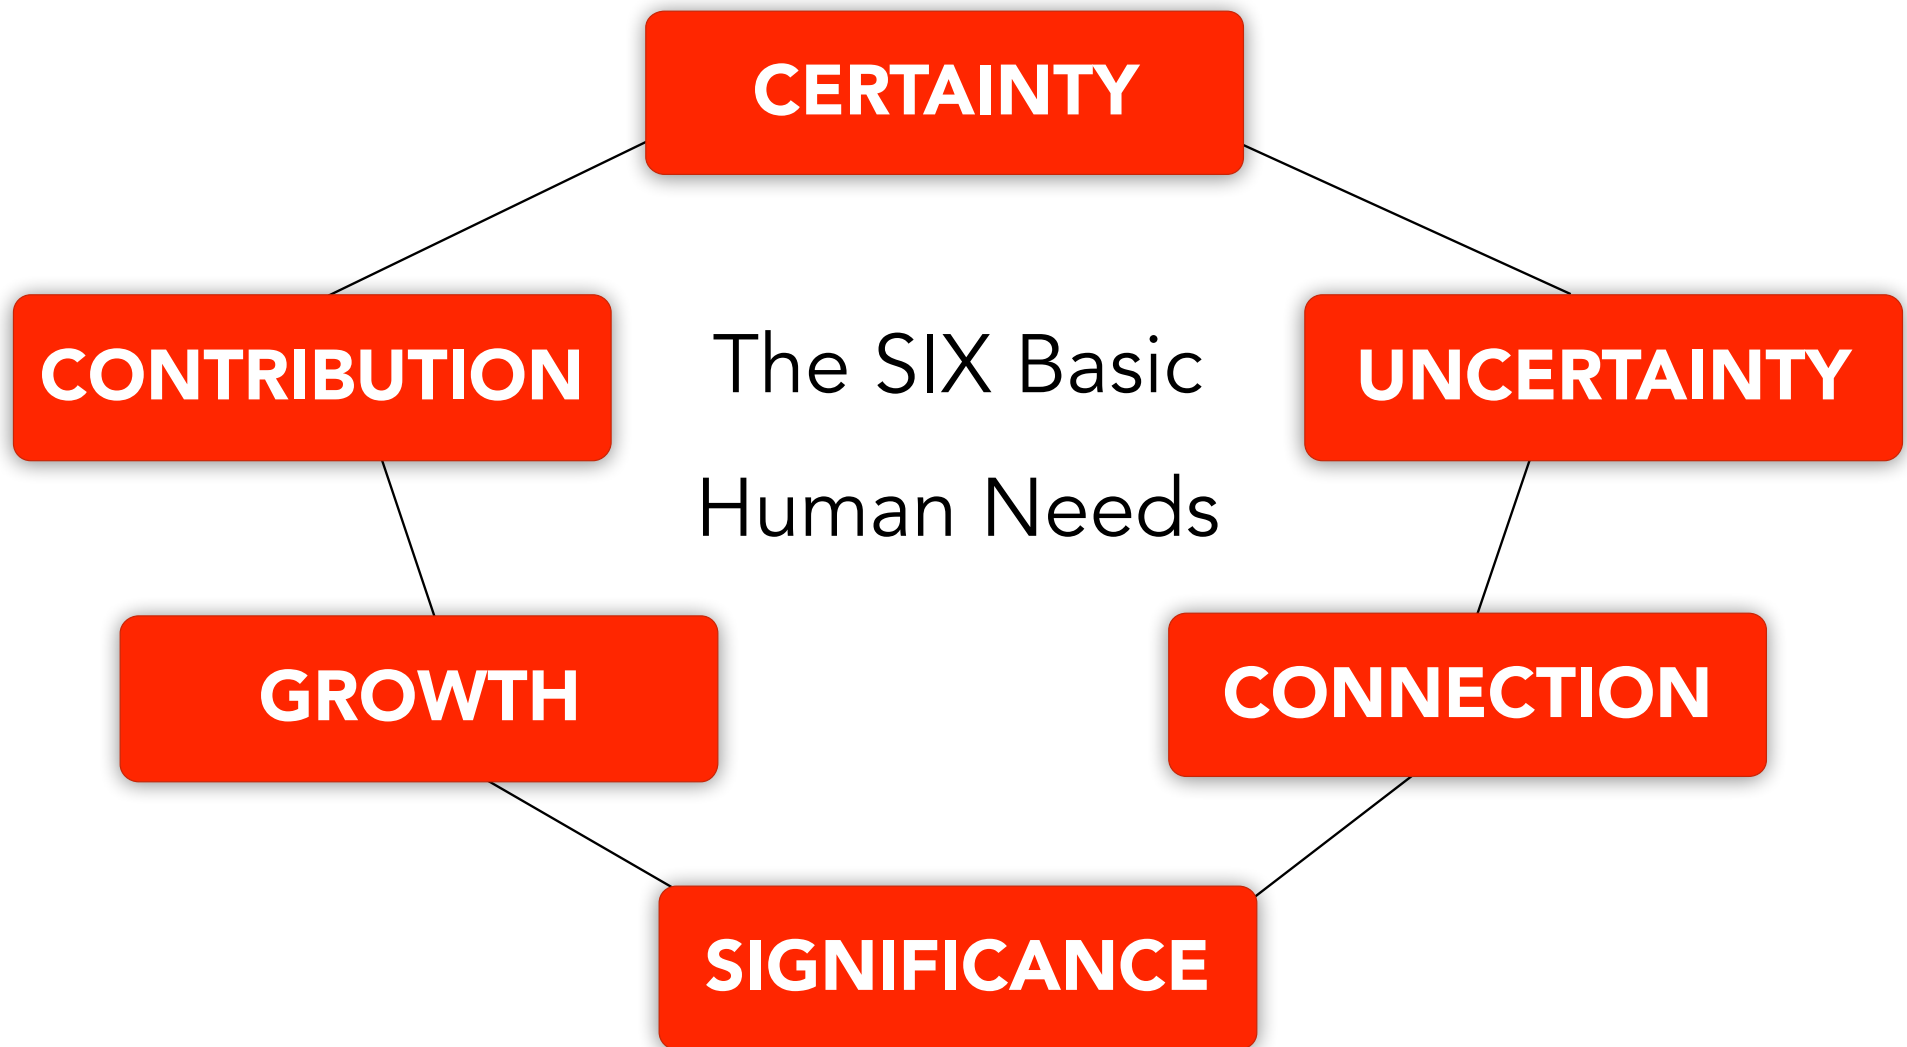 CERTAINTY
CONTRIBUTION
The SIX Basic
Human Needs
UNCERTAINTY
GROWTH
CONNECTION
SIGNIFICANCE